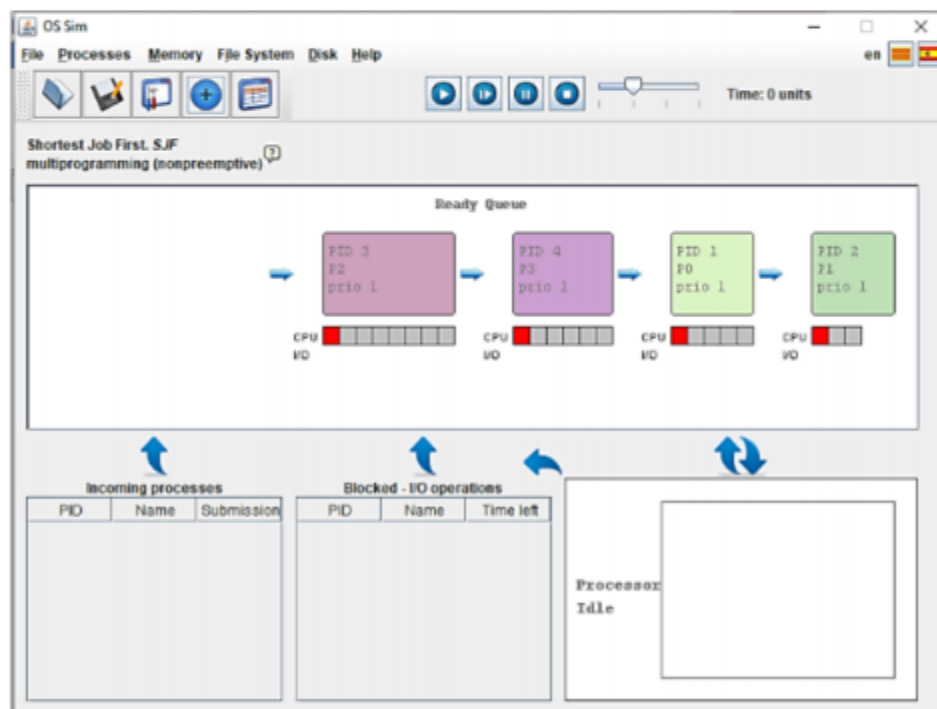 OS Sim
File Processes Memory File System Disk Help
en
Time: 0 units
Shortest Job First. SJF
multiprogramming (nonpreemptive)
?
Ready Queue
PID 3
P2
prio 1
CPU
I/O
PID 4
P3
prio 1
CPU
I/O
PID 1
P0
prio 1
CPU
I/O
PID 2
P1
prio 1
CPU
I/O
Incoming processes
PID Name Submission
Blocked - I/O operations
PID Name Time left
Processor
Idle